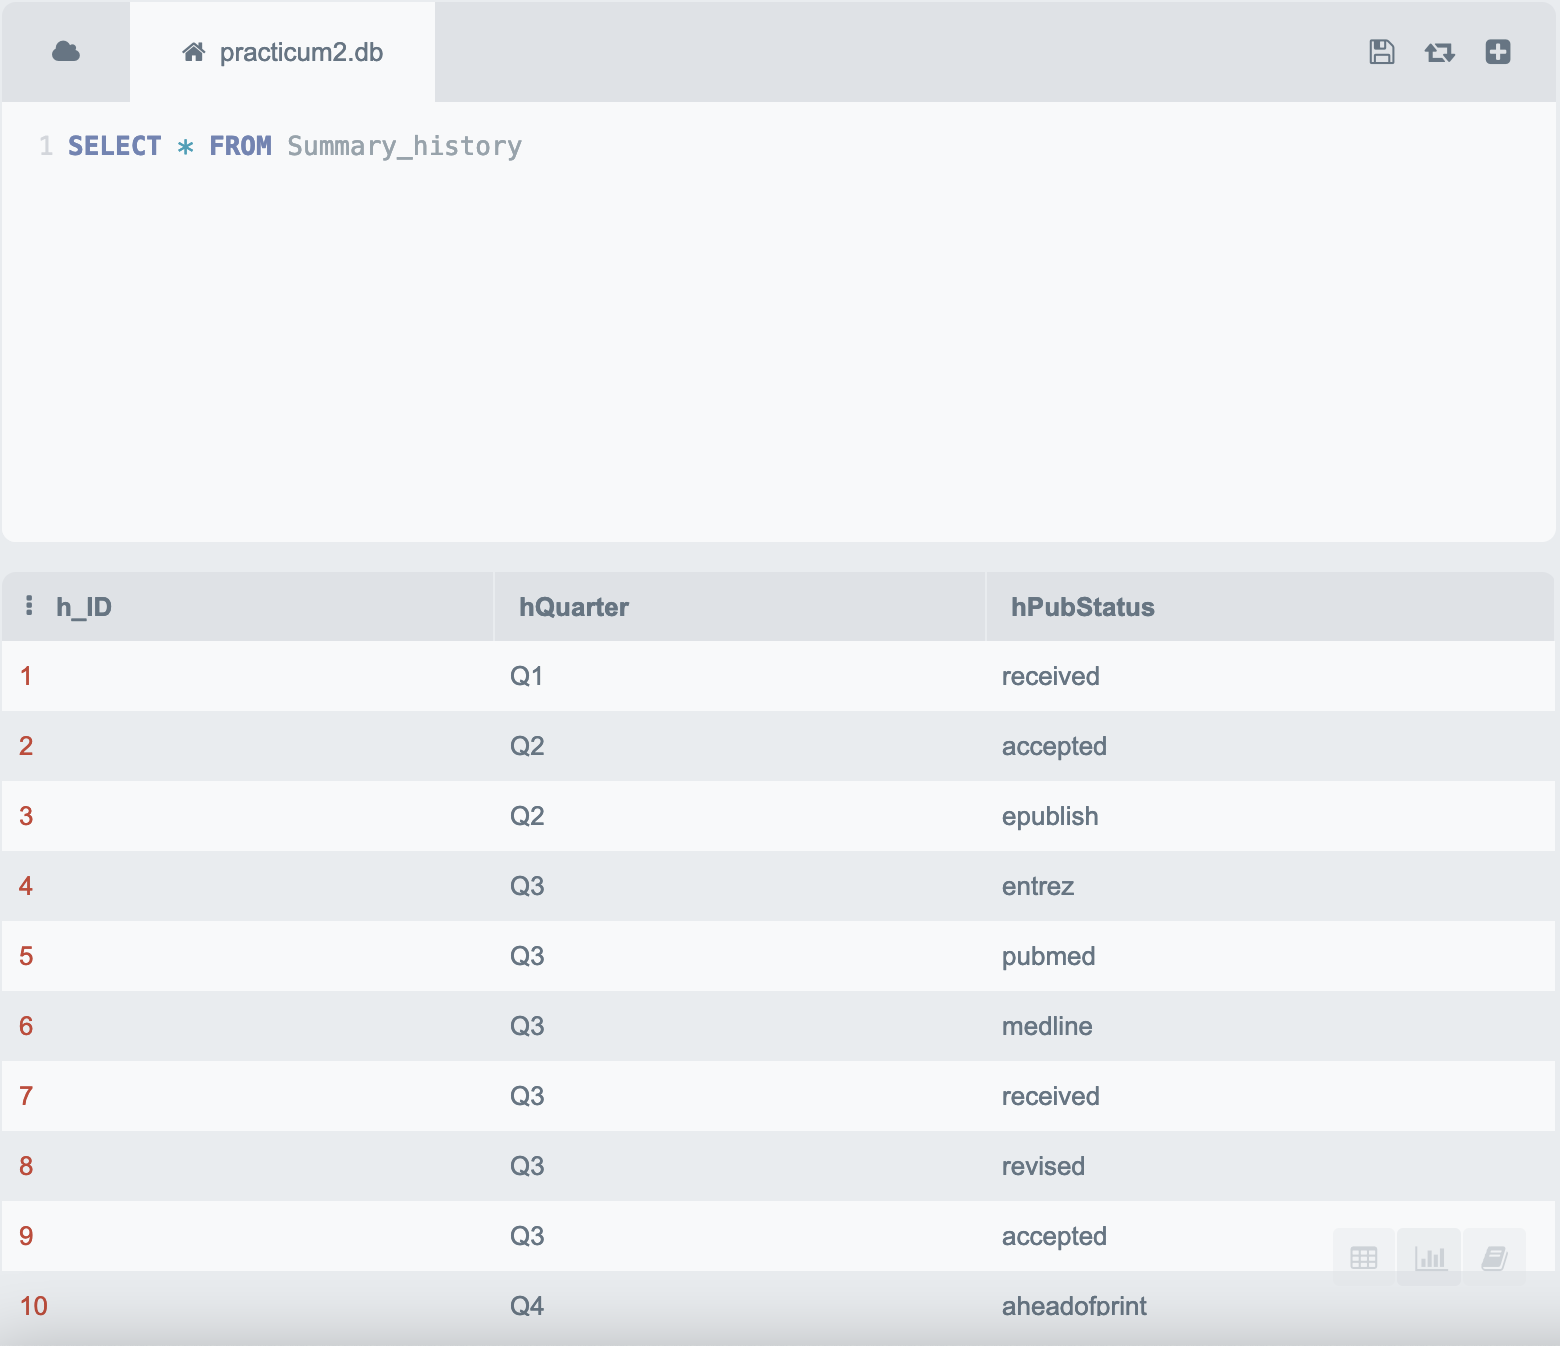 practicum2.db
1 SELECT * FROM Summary_history
h_ID hQuarter hPubStatus
1 Q1 received
2 Q2 accepted
3 Q2 epublish
4 Q3 entrez
5 Q3 pubmed
6 Q3 medline
7 Q3 received
8 Q3 revised
9 Q3 accepted
10 Q4 aheadofprint